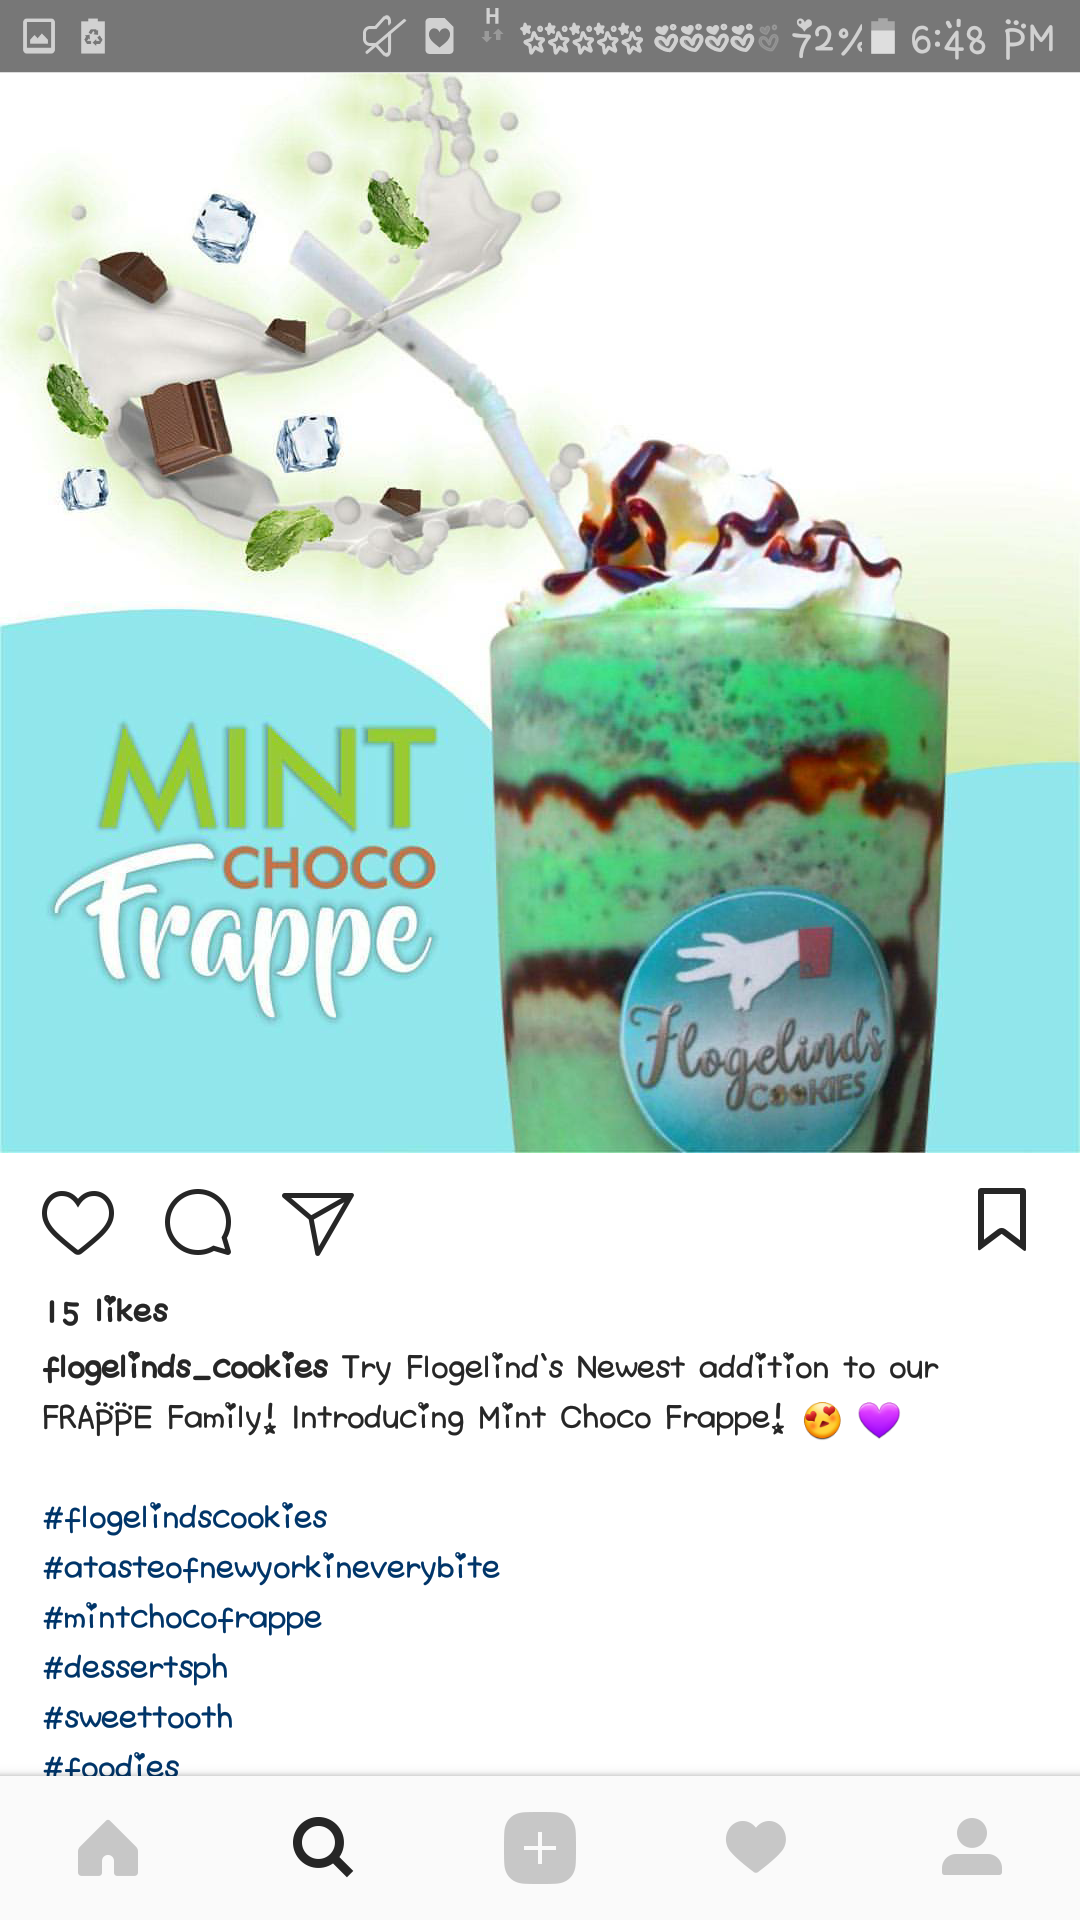 H
72% 6:48 PM
MINT
CHOCO
Frappe
Flogelind's
COOKIES
15 likes
flogelinds_cookies Try Flogelind`s Newest addition to our
FRAPPE Family! Introducing Mint Choco Frappe! 😍 💜
#flogelindscookies
#atasteofnewyorkineverybite
#mintchocofrappe
#dessertsph
#sweettooth
#foodies